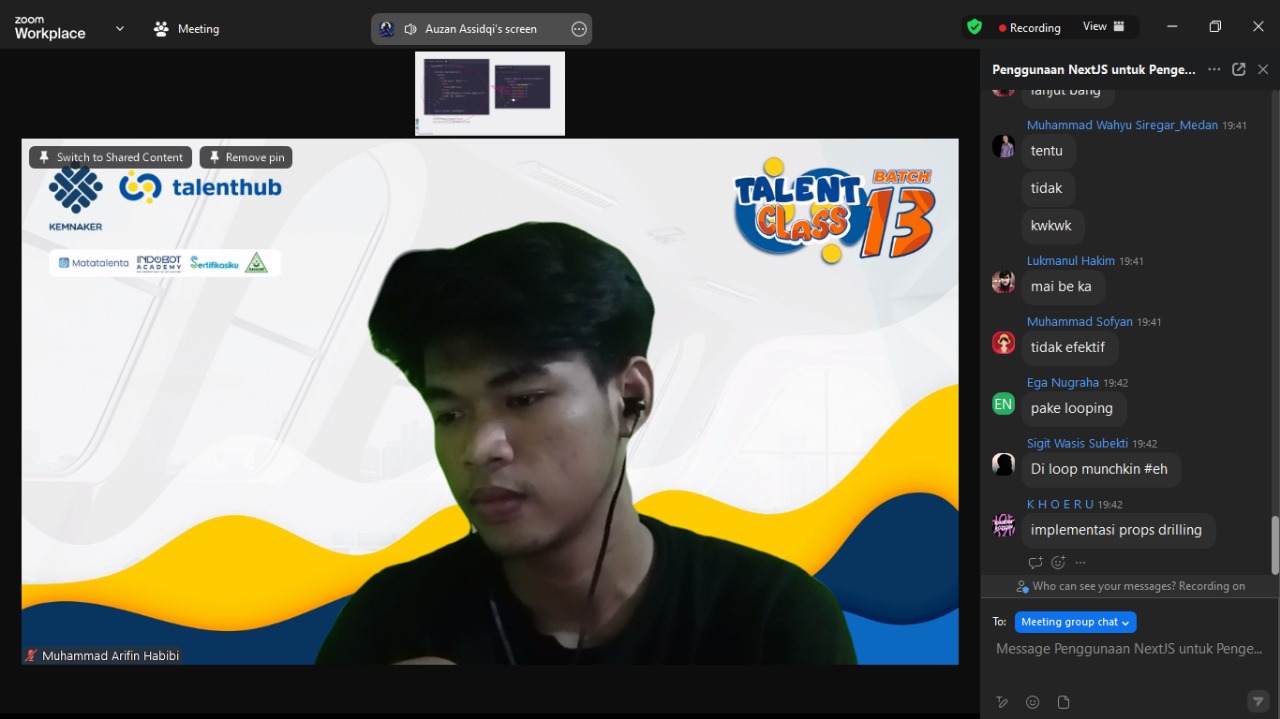 zoom
Workplace
Meeting
Auzan Assidqi's screen
Recording
View
Switch to Shared Content
Remove pin
KEMNAKER
talenthub
Matatalenta
INDOBOT
ACADEMY
Sertifikasiku
TALENT
CLASS
BATCH
13
Muhammad Arifin Habibi
Penggunaan NextJS untuk Penge...
lanjut bang
Muhammad Wahyu Siregar_Medan 19:41
tentu
tidak
kwkwk
Lukmanul Hakim 19:41
mai be ka
Muhammad Sofyan 19:41
tidak efektif
Ega Nugraha 19:42
EN
pake looping
Sigit Wasis Subekti 19:42
Di loop munchkin #eh
K H O E R U 19:42
implementasi props drilling
Who can see your messages? Recording on
To: Meeting group chat
Message Penggunaan NextJS untuk Penge...